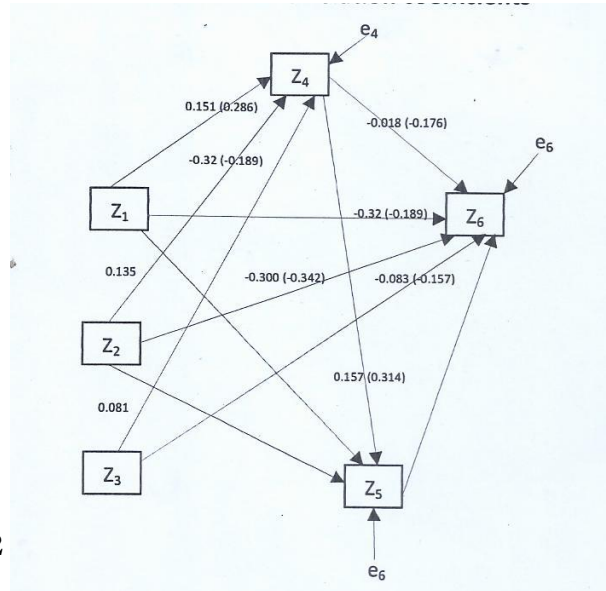 e4
Z4
0.151 (0.286)
-0.018 (-0.176)
-0.32 (-0.189)
e6
Z1
-0.32 (-0.189)
Z6
0.135
-0.300 (-0.342)
-0.083 (-0.157)
Z2
0.157 (0.314)
0.081
Z3
Z5
2
e6